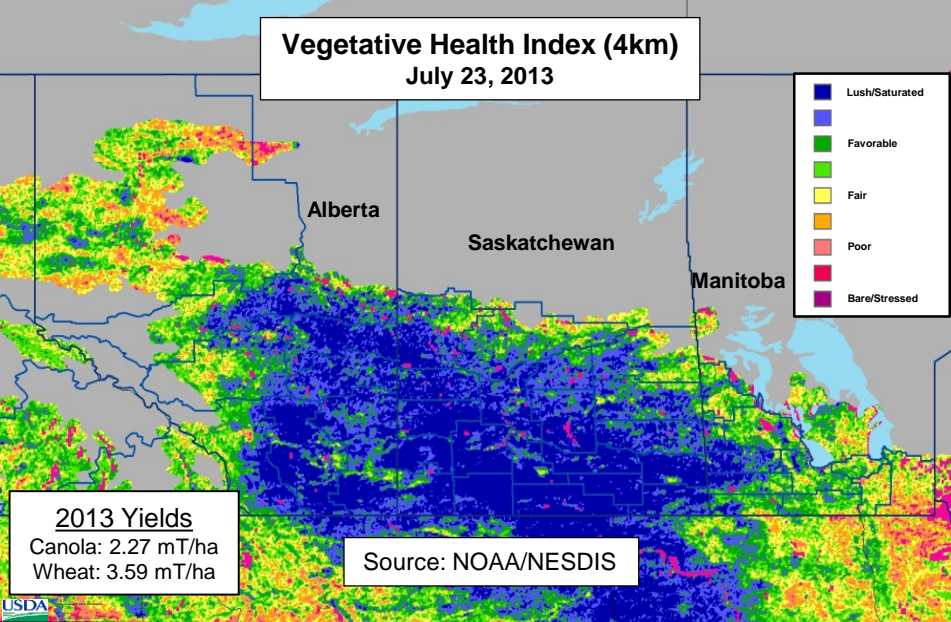 Vegetative Health Index (4km)
July 23, 2013
Lush/Saturated
Favorable
Fair
Poor
Bare/Stressed
Alberta
Saskatchewan
Manitoba
2013 Yields
Canola: 2.27 mT/ha
Wheat: 3.59 mT/ha
Source: NOAA/NESDIS
USDA